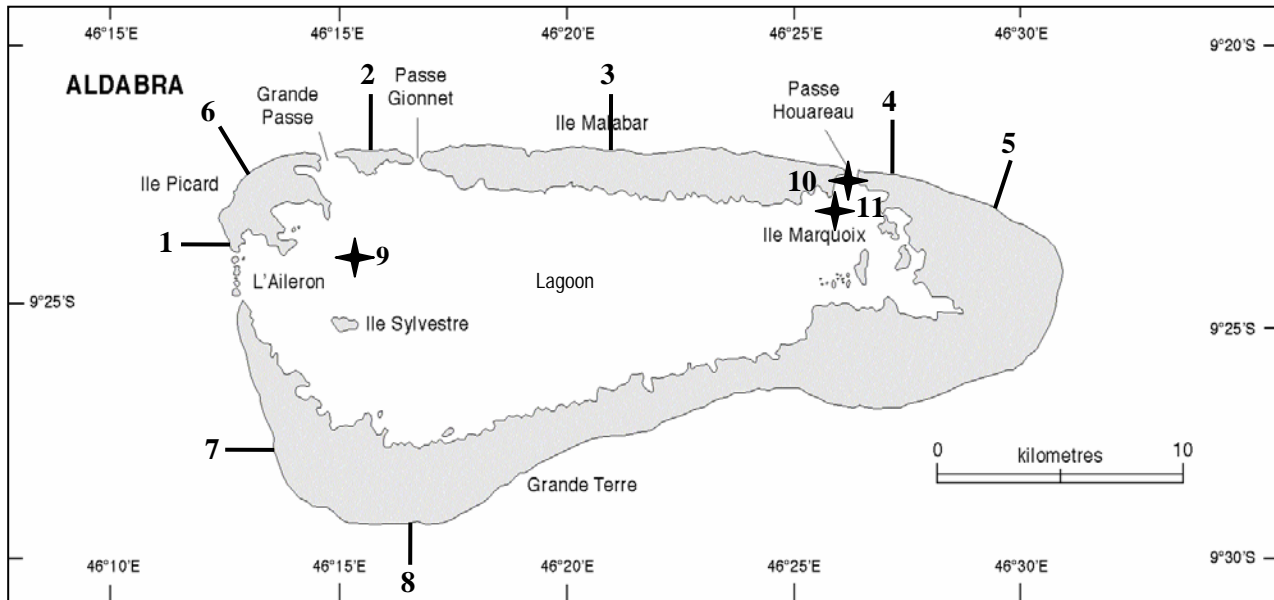 46°15'E 46°15'E 46°20'E 46°25'E 46°30'E
9°20'S
ALDABRA
2
Passe
Gionnet
3
Passe
Houareau
4
6
Grande
Passe
Ile Malabar
5
Ile Picard
10
11
1
Ile Marquoix
9
L'Aileron
Lagoon
9°25'S
Ile Sylvestre
9°25'S
7
0 kilometres 10
Grande Terre
46°10'E 46°15'E 46°20'E 46°25'E 46°30'E
9°30'S
8